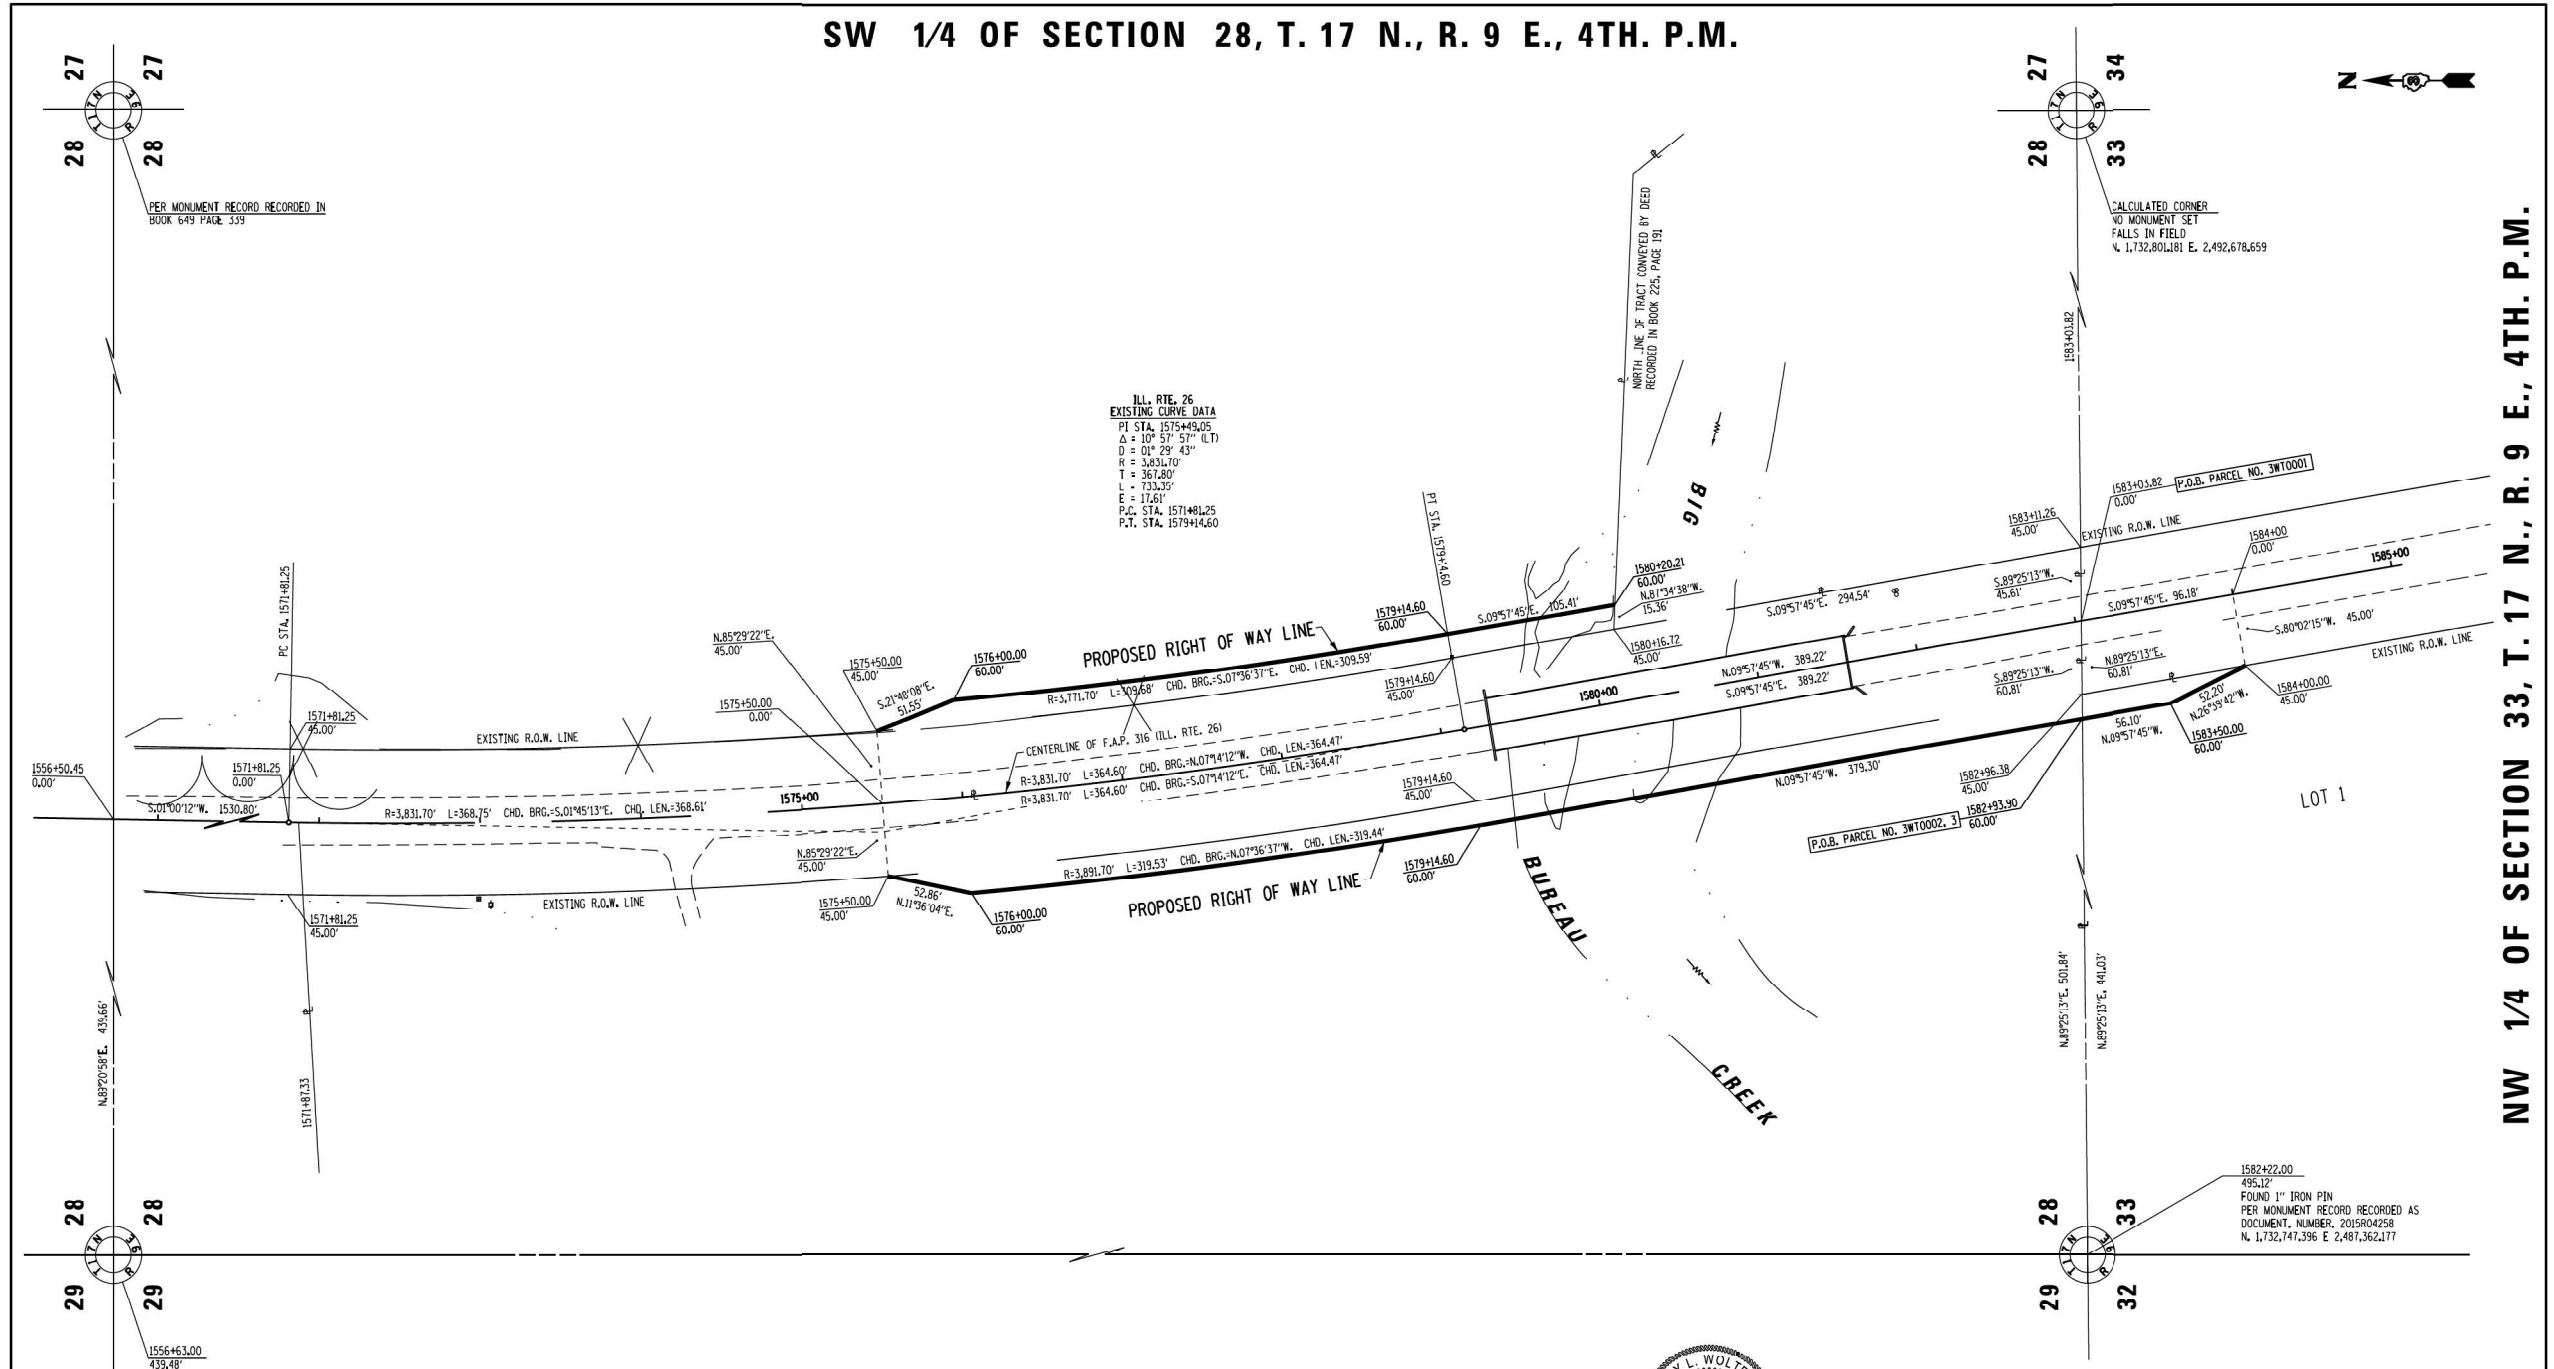 SW 1/4 OF SECTION 28, T. 17 N., R. 9 E., 4TH. P.M.
27 27
28 28
T17N
R
PER MONUMENT RECORD RECORDED IN
BOOK 649 PAGE 339
27 34
28 33
T17N
R
N
CALCULATED CORNER
NO MONUMENT SET
FALLS IN FIELD
N. 1,732,801.181 E. 2,492,678.659
1583+03.82
NW 1/4 OF SECTION 33, T. 17 N., R. 9 E., 4TH. P.M.
NORTH LINE OF TRACT CONVEYED BY DEED
RECORDED IN BOOK 225, PAGE 191
ILL. RTE. 26
EXISTING CURVE DATA
PI STA. 1575+49.05
Δ = 10° 57' 57" (LT)
D = 01° 29' 43"
R = 3,831.70'
T = 367.80'
L = 733.35'
E = 17.61'
P.C. STA. 1571+81.25
P.T. STA. 1579+14.60
PT STA. 1579+14.60
BIG
1583+03.82
0.00'
P.O.B. PARCEL NO. 3WT0001
1583+11.26
45.00'
EXISTING R.O.W. LINE
1584+00
0.00'
1585+00
PC STA. 1571+81.25
1580+20.21
60.00'
N.87°34'38"W.
15.36'
S.89°25'13"W.
45.61'
S.09°57'45"E. 294.54'
S.09°57'45"E. 96.18'
S.80°02'15"W. 45.00'
EXISTING R.O.W. LINE
1579+14.60
60.00'
S.09°57'45"E. 105.41'
PROPOSED RIGHT OF WAY LINE
N.85°29'22"E.
45.00'
1575+50.00
45.00'
1576+00.00
60.00'
1580+16.72
45.00'
S.21°48'08"E.
51.55'
R=3,771.70' L=309.68' CHD. BRG.=S.07°36'37"E. CHD. LEN.=309.59'
1579+14.60
45.00'
1580+00
N.09°57'45"W. 389.22'
S.09°57'45"E. 389.22'
S.89°25'13"W.
60.81'
N.89°25'13"E.
60.81'
1584+00.00
45.00'
52.20'
N.26°39'42"W.
56.10'
N.09°57'45"W.
1583+50.00
60.00'
1575+50.00
0.00'
1571+81.25
45.00'
EXISTING R.O.W. LINE
CENTERLINE OF F.A.P. 316 (ILL. RTE. 26)
1556+50.45
0.00'
1571+81.25
0.00'
R=3,831.70' L=364.60' CHD. BRG.=N.07°14'12"W. CHD. LEN.=364.47'
R=3,831.70' L=364.60' CHD. BRG.=S.07°14'12"E. CHD. LEN.=364.47'
1575+00
S.01°00'12"W. 1530.80'
R=3,831.70' L=368.75' CHD. BRG.=S.01°45'13"E. CHD. LEN.=368.61'
1579+14.60
45.00'
N.09°57'45"W. 379.30'
1582+96.38
45.00'
1582+93.90
60.00'
P.O.B. PARCEL NO. 3WT0002, 3
LOT 1
N.85°29'22"E.
45.00'
R=3,891.70' L=319.53' CHD. BRG.=N.07°36'37"W. CHD. LEN.=319.44'
1579+14.60
60.00'
PROPOSED RIGHT OF WAY LINE
52.86'
N.11°36'04"E.
1575+50.00
45.00'
1576+00.00
60.00'
EXISTING R.O.W. LINE
1571+81.25
45.00'
BUREAU
CREEK
N.89°20'58"E. 439.66'
1571+87.33
N.89°25'13"E. 501.84'
N.89°25'13"E. 441.03'
1582+22.00
495.12'
FOUND 1" IRON PIN
PER MONUMENT RECORD RECORDED AS
DOCUMENT. NUMBER. 2015R04258
N. 1,732,747.396 E 2,487,362.177
28 28
29 29
T17N
R
28 33
29 32
T17N
R
1556+63.00
439.48'
L. WOLT